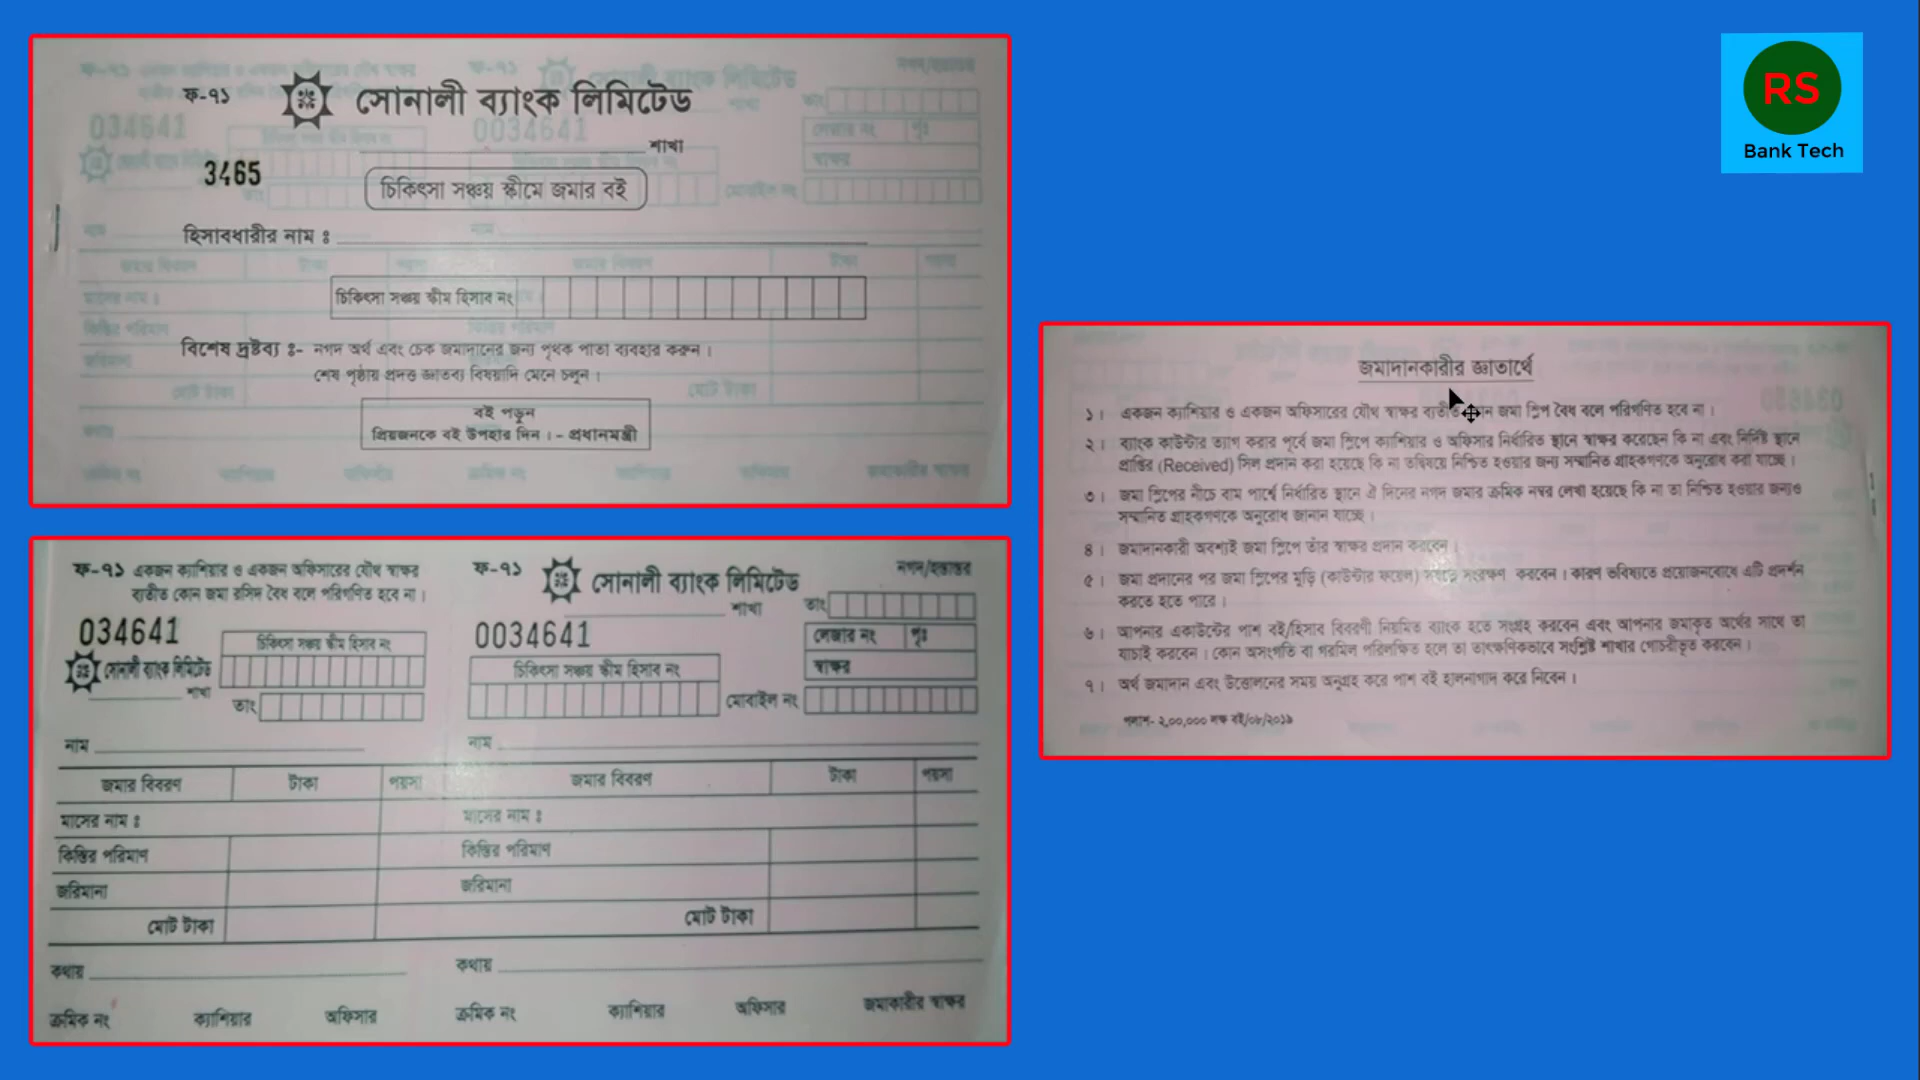 ফ-৭১
সোনালী ব্যাংক লিমিটেড
শাখা
3465
চিকিৎসা সঞ্চয় স্কীমে জমার বই
হিসাবধারীর নাম ঃ
চিকিৎসা সঞ্চয় স্কীম হিসাব নং
বিশেষ দ্রষ্টব্য ঃ- নগদ অর্থ এবং চেক জমাদানের জন্য পৃথক পাতা ব্যবহার করুন।
শেষ পৃষ্ঠায় প্রদত্ত জ্ঞাতব্য বিষয়াদি মেনে চলুন।
বই পড়ুন
প্রিয়জনকে বই উপহার দিন। - প্রধানমন্ত্রী
ফ-৭১ একজন ক্যাশিয়ার ও একজন অফিসারের যৌথ স্বাক্ষর
ব্যতীত কোন জমা রসিদ বৈধ বলে পরিগণিত হবে না।
034641
চিকিৎসা সঞ্চয় স্কীম হিসাব নং
সোনালী ব্যাংক লিমিটেড
শাখা
তাং
নাম
জমার বিবরণ টাকা পয়সা
মাসের নাম ঃ
কিস্তির পরিমাণ
জরিমানা
মোট টাকা
কথায়
ক্রমিক নং ক্যাশিয়ার অফিসার
ফ-৭১ সোনালী ব্যাংক লিমিটেড নগদ/হস্তান্তর
শাখা তাং
0034641 লেজার নং পৃঃ
চিকিৎসা সঞ্চয় স্কীম হিসাব নং স্বাক্ষর
মোবাইল নং
নাম
জমার বিবরণ টাকা পয়সা
মাসের নাম ঃ
কিস্তির পরিমাণ
জরিমানা
মোট টাকা
কথায়
ক্রমিক নং ক্যাশিয়ার অফিসার জমাকারীর স্বাক্ষর
RS
Bank Tech
জমাদানকারীর জ্ঞাতার্থে
১। একজন ক্যাশিয়ার ও একজন অফিসারের যৌথ স্বাক্ষর ব্যতীত কোন জমা স্লিপ বৈধ বলে পরিগণিত হবে না।
২। ব্যাংক কাউন্টার ত্যাগ করার পূর্বে জমা স্লিপে ক্যাশিয়ার ও অফিসার নির্ধারিত স্থানে স্বাক্ষর করেছেন কি না এবং নির্দিষ্ট স্থানে
প্রাপ্তির (Received) সিল প্রদান করা হয়েছে কি না তদ্বিষয়ে নিশ্চিত হওয়ার জন্য সম্মানিত গ্রাহকগণকে অনুরোধ করা যাচ্ছে।
৩। জমা স্লিপের নীচে বাম পার্শ্বে নির্ধারিত স্থানে ঐ দিনের নগদ জমার ক্রমিক নম্বর লেখা হয়েছে কি না তা নিশ্চিত হওয়ার জন্যও
সম্মানিত গ্রাহকগণকে অনুরোধ জানান যাচ্ছে।
৪। জমাদানকারী অবশ্যই জমা স্লিপে তাঁর স্বাক্ষর প্রদান করবেন।
৫। জমা প্রদানের পর জমা স্লিপের মুড়ি (কাউন্টার ফয়েল) সযত্নে সংরক্ষণ করবেন। কারণ ভবিষ্যতে প্রয়োজনবোধে এটি প্রদর্শন
করতে হতে পারে।
৬। আপনার একাউন্টের পাশ বই/হিসাব বিবরণী নিয়মিত ব্যাংক হতে সংগ্রহ করবেন এবং আপনার জমাকৃত অর্থের সাথে তা
যাচাই করবেন। কোন অসংগতি বা গরমিল পরিলক্ষিত হলে তা তাৎক্ষণিকভাবে সংশ্লিষ্ট শাখার গোচরীভূত করবেন।
৭। অর্থ জমাদান এবং উত্তোলনের সময় অনুগ্রহ করে পাশ বই হালনাগাদ করে নিবেন।
পলাশ- ২,০০,০০০ লক্ষ বই/০৮/২০১৯